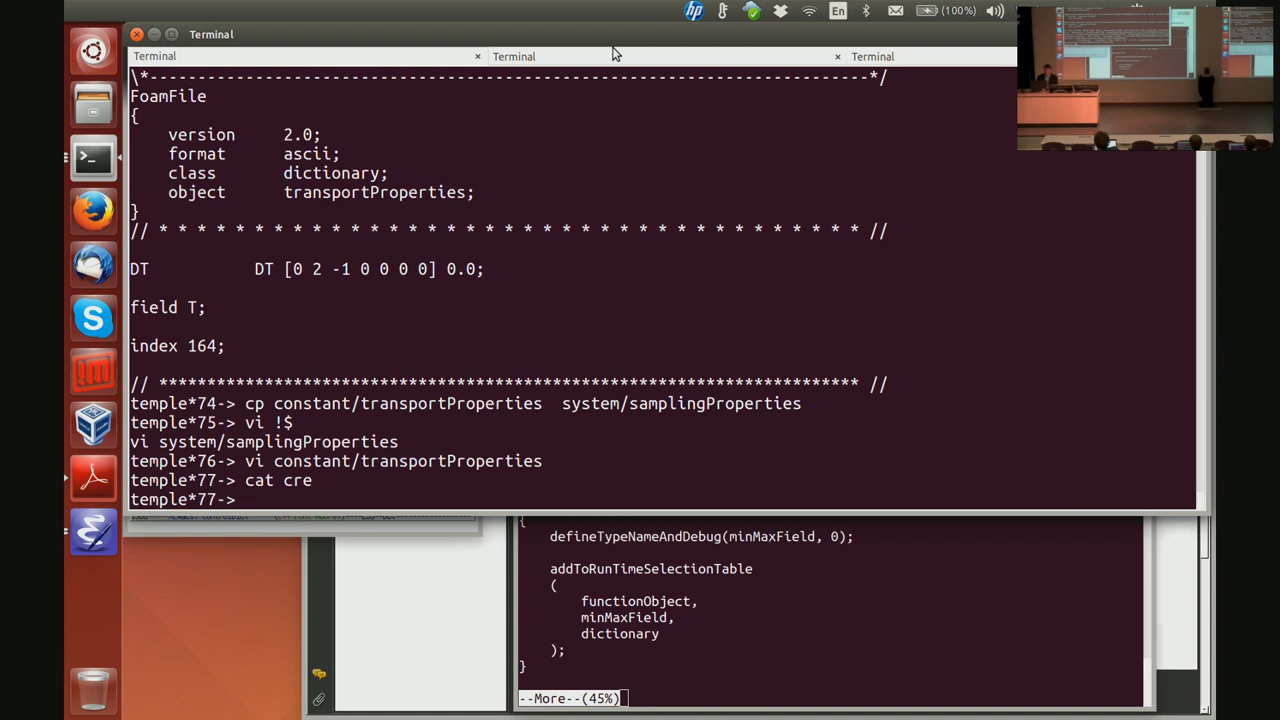 En
(100%)
Terminal
Terminal × Terminal × Terminal
\*---------------------------------------------------------------------------*/
FoamFile
{
version 2.0;
format ascii;
class dictionary;
object transportProperties;
}
// * * * * * * * * * * * * * * * * * * * * * * * * * * * * * * * * * * * * * //
DT DT [0 2 -1 0 0 0 0] 0.0;
field T;
index 164;
// ************************************************************************* //
temple*74-> cp constant/transportProperties system/samplingProperties
temple*75-> vi !$
vi system/samplingProperties
temple*76-> vi constant/transportProperties
temple*77-> cat cre
temple*77->
{
defineTypeNameAndDebug(minMaxField, 0);
addToRunTimeSelectionTable
(
functionObject,
minMaxField,
dictionary
);
}
--More--(45%)